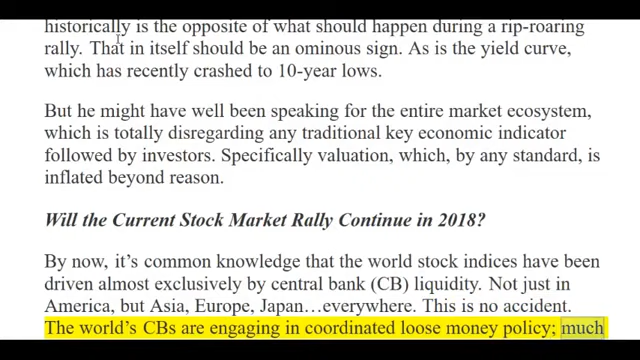 historically is the opposite of what should happen during a rip-roaring
rally. That in itself should be an ominous sign. As is the yield curve,
which has recently crashed to 10-year lows.
But he might have well been speaking for the entire market ecosystem,
which is totally disregarding any traditional key economic indicator
followed by investors. Specifically valuation, which, by any standard, is
inflated beyond reason.
Will the Current Stock Market Rally Continue in 2018?
By now, it’s common knowledge that the world stock indices have been
driven almost exclusively by central bank (CB) liquidity. Not just in
America, but Asia, Europe, Japan…everywhere. This is no accident.
The world’s CBs are engaging in coordinated loose money policy; much